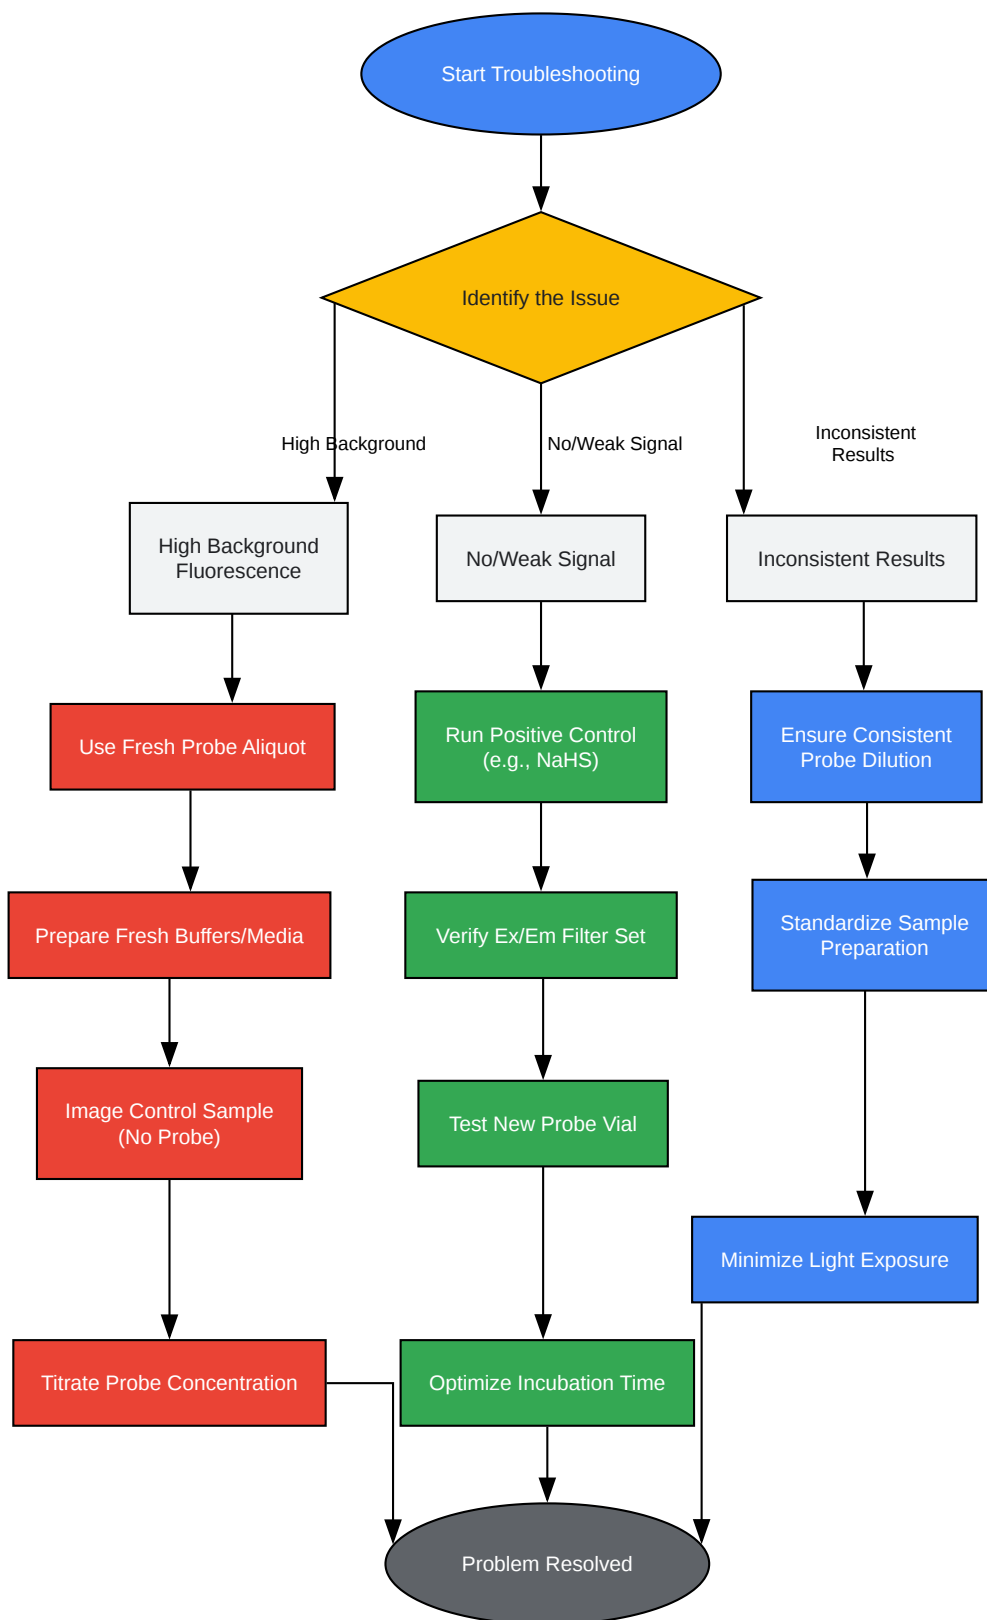 Start Troubleshooting
Identify the Issue
High Background
No/Weak Signal
Inconsistent
Results
High Background
Fluorescence
No/Weak Signal
Inconsistent Results
Use Fresh Probe Aliquot
Run Positive Control
(e.g., NaHS)
Ensure Consistent
Probe Dilution
Prepare Fresh Buffers/Media
Verify Ex/Em Filter Set
Standardize Sample
Preparation
Image Control Sample
(No Probe)
Test New Probe Vial
Minimize Light Exposure
Titrate Probe Concentration
Optimize Incubation Time
Problem Resolved